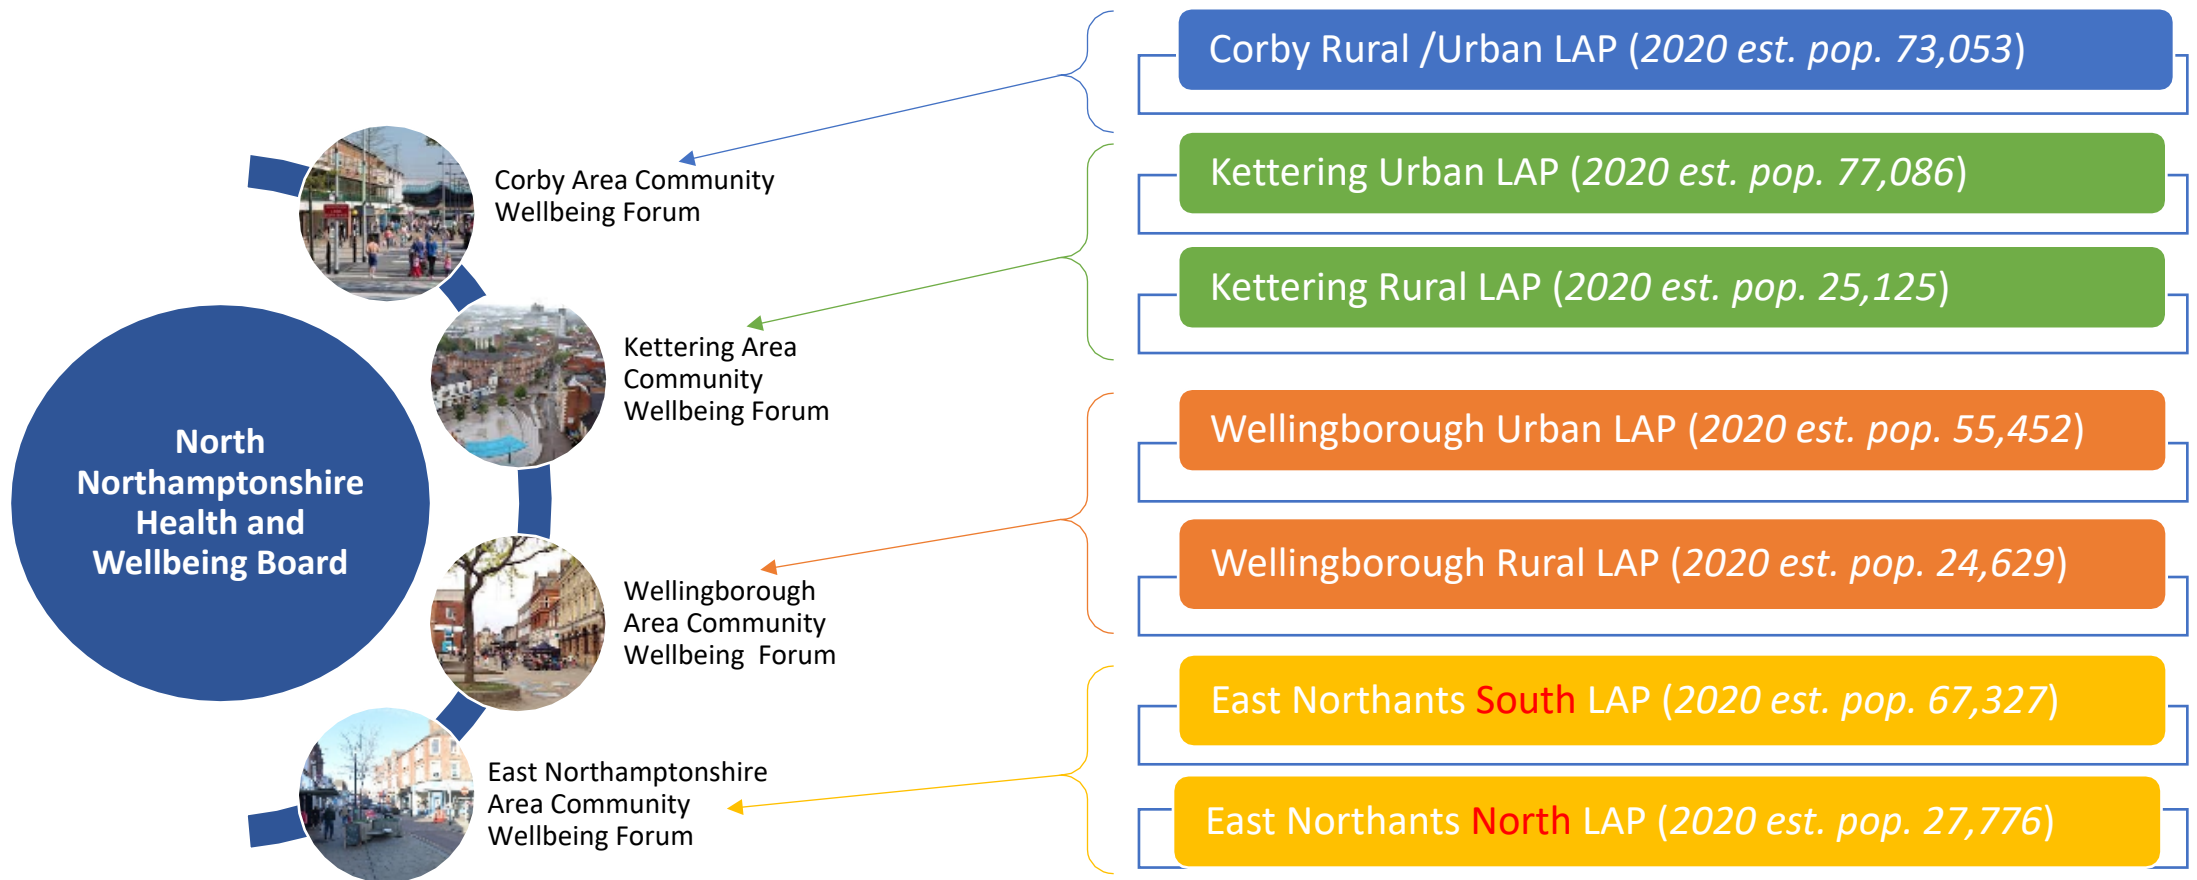 North
Northamptonshire
Health and
Wellbeing Board
Corby Area Community
Wellbeing Forum
Kettering Area
Community
Wellbeing Forum
Wellingborough
Area Community
Wellbeing Forum
East Northamptonshire
Area Community
Wellbeing Forum
Corby Rural /Urban LAP (2020 est. pop. 73,053)
Kettering Urban LAP (2020 est. pop. 77,086)
Kettering Rural LAP (2020 est. pop. 25,125)
Wellingborough Urban LAP (2020 est. pop. 55,452)
Wellingborough Rural LAP (2020 est. pop. 24,629)
East Northants South LAP (2020 est. pop. 67,327)
East Northants North LAP (2020 est. pop. 27,776)